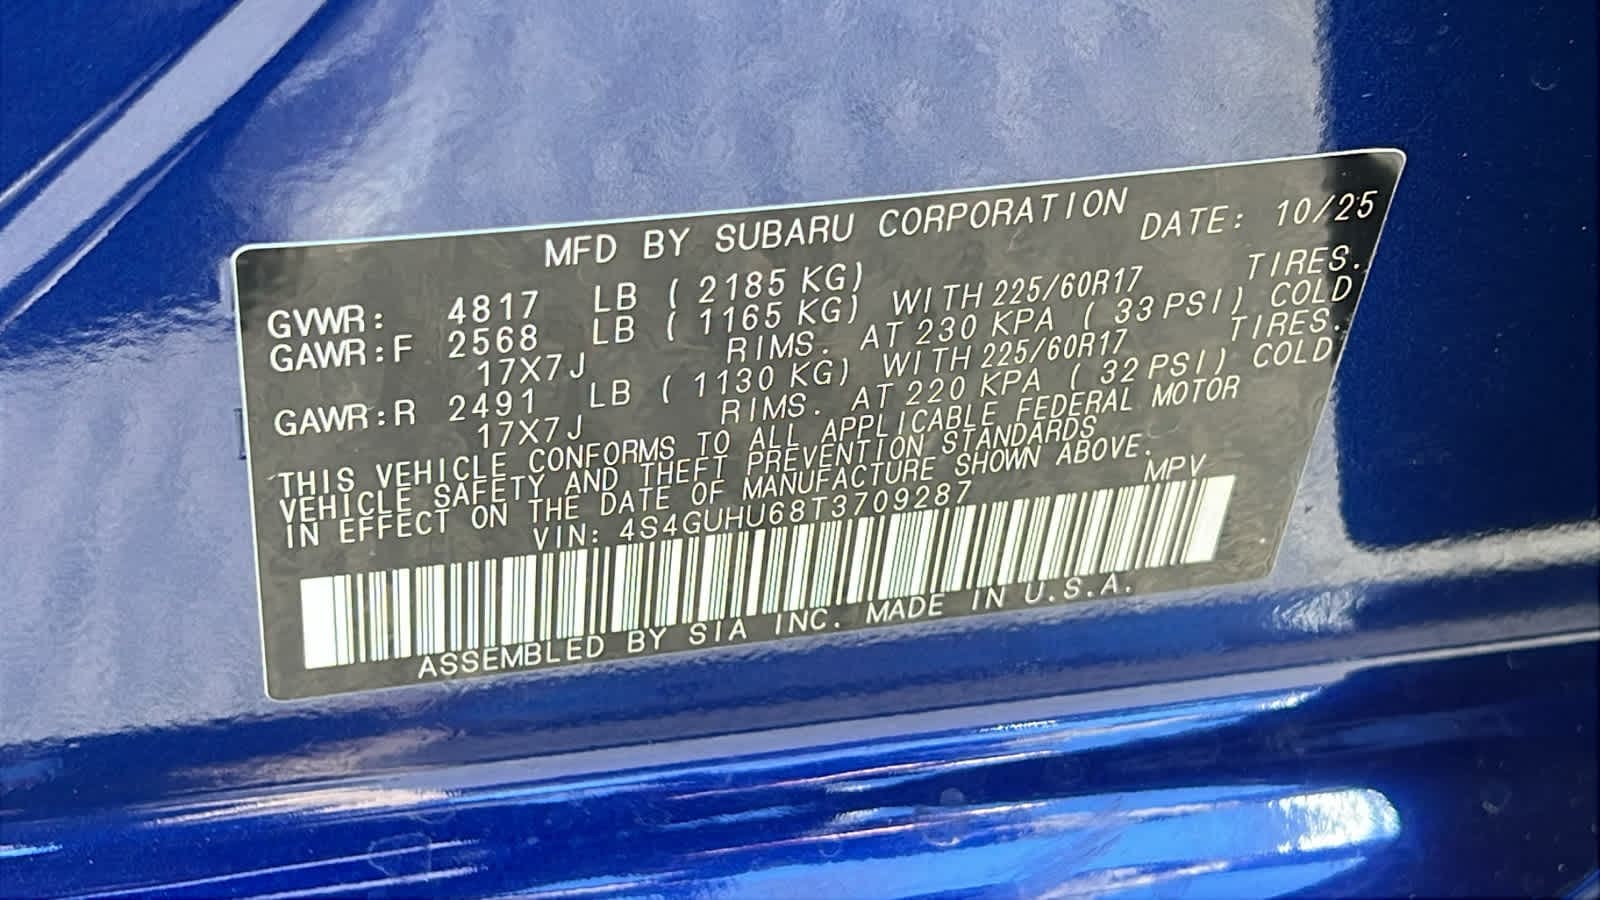 MFD BY SUBARU CORPORATION DATE: 10/25
GVWR: 4817 LB ( 2185 KG)
GAWR:F 2568 LB ( 1165 KG) WITH 225/60R17 TIRES.
17X7J RIMS. AT 230 KPA ( 33 PSI) COLD
GAWR:R 2491 LB ( 1130 KG) WITH 225/60R17 TIRES.
17X7J RIMS. AT 220 KPA ( 32 PSI) COLD
THIS VEHICLE CONFORMS TO ALL APPLICABLE FEDERAL MOTOR
VEHICLE SAFETY AND THEFT PREVENTION STANDARDS
IN EFFECT ON THE DATE OF MANUFACTURE SHOWN ABOVE.
VIN: 4S4GUHU68T3709287 MPV
ASSEMBLED BY SIA INC. MADE IN U.S.A.